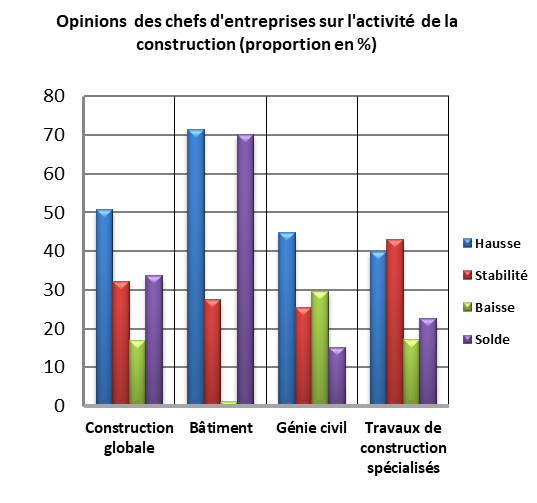 Opinions des chefs d'entreprises sur l'activité de la
construction (proportion en %)
80
70
60
50
40
30
20
10
0
Hausse
Stabilité
Baisse
Solde
Construction
globale
Bâtiment
Génie civil
Travaux de
construction
spécialisés